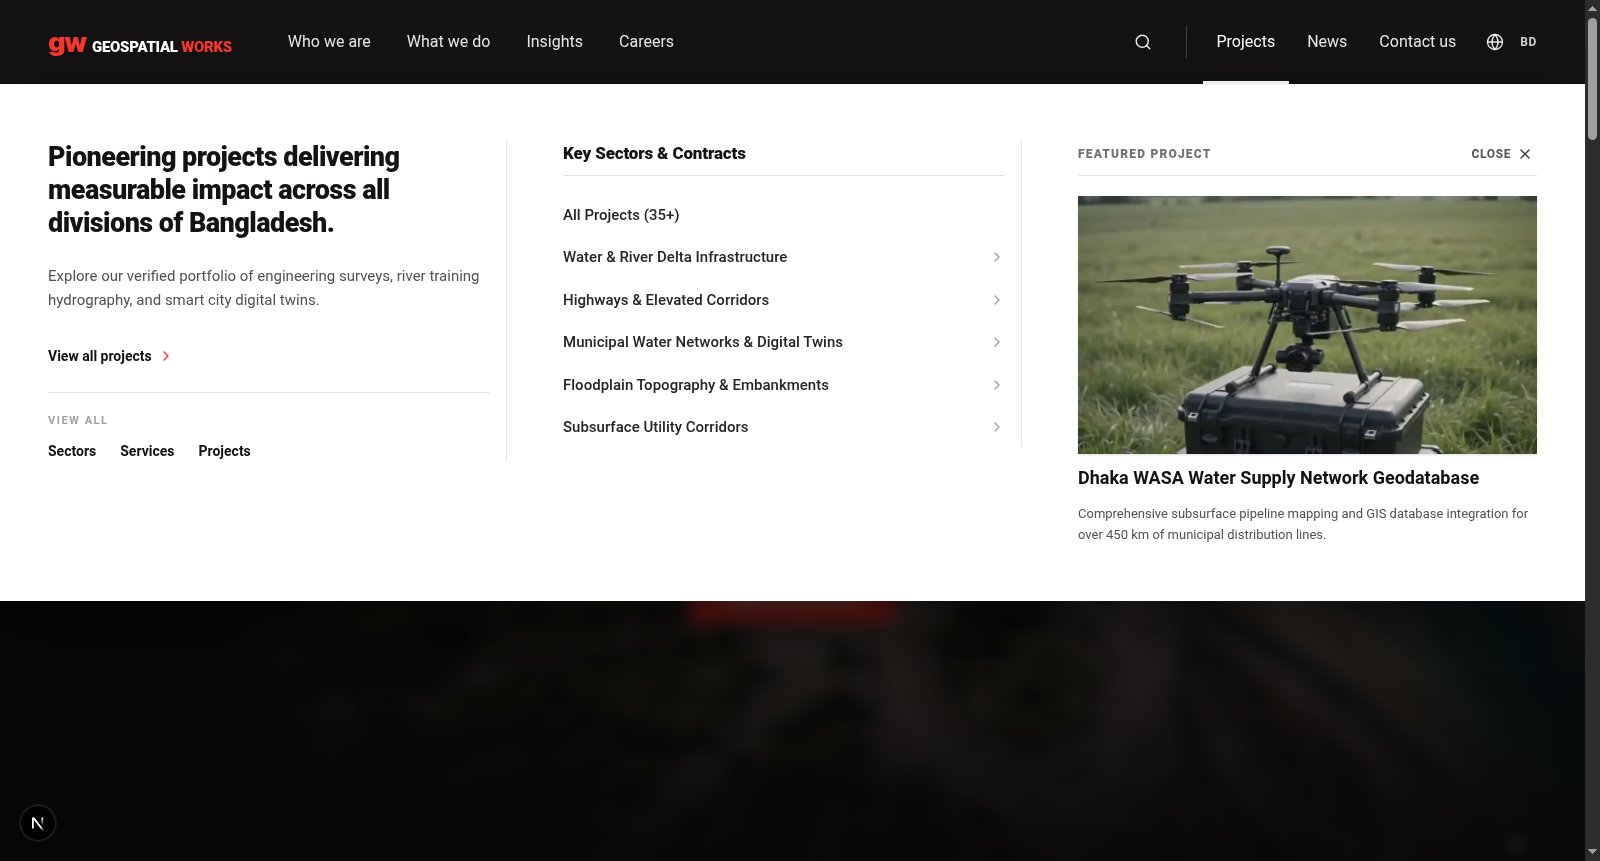 gw GEOSPATIAL WORKS
Who we are
What we do
Insights
Careers
Projects
News
Contact us
BD
Pioneering projects delivering
measurable impact across all
divisions of Bangladesh.
Explore our verified portfolio of engineering surveys, river training
hydrography, and smart city digital twins.
View all projects
VIEW ALL
Sectors
Services
Projects
Key Sectors & Contracts
All Projects (35+)
Water & River Delta Infrastructure
Highways & Elevated Corridors
Municipal Water Networks & Digital Twins
Floodplain Topography & Embankments
Subsurface Utility Corridors
FEATURED PROJECT
CLOSE
Dhaka WASA Water Supply Network Geodatabase
Comprehensive subsurface pipeline mapping and GIS database integration for
over 450 km of municipal distribution lines.
N